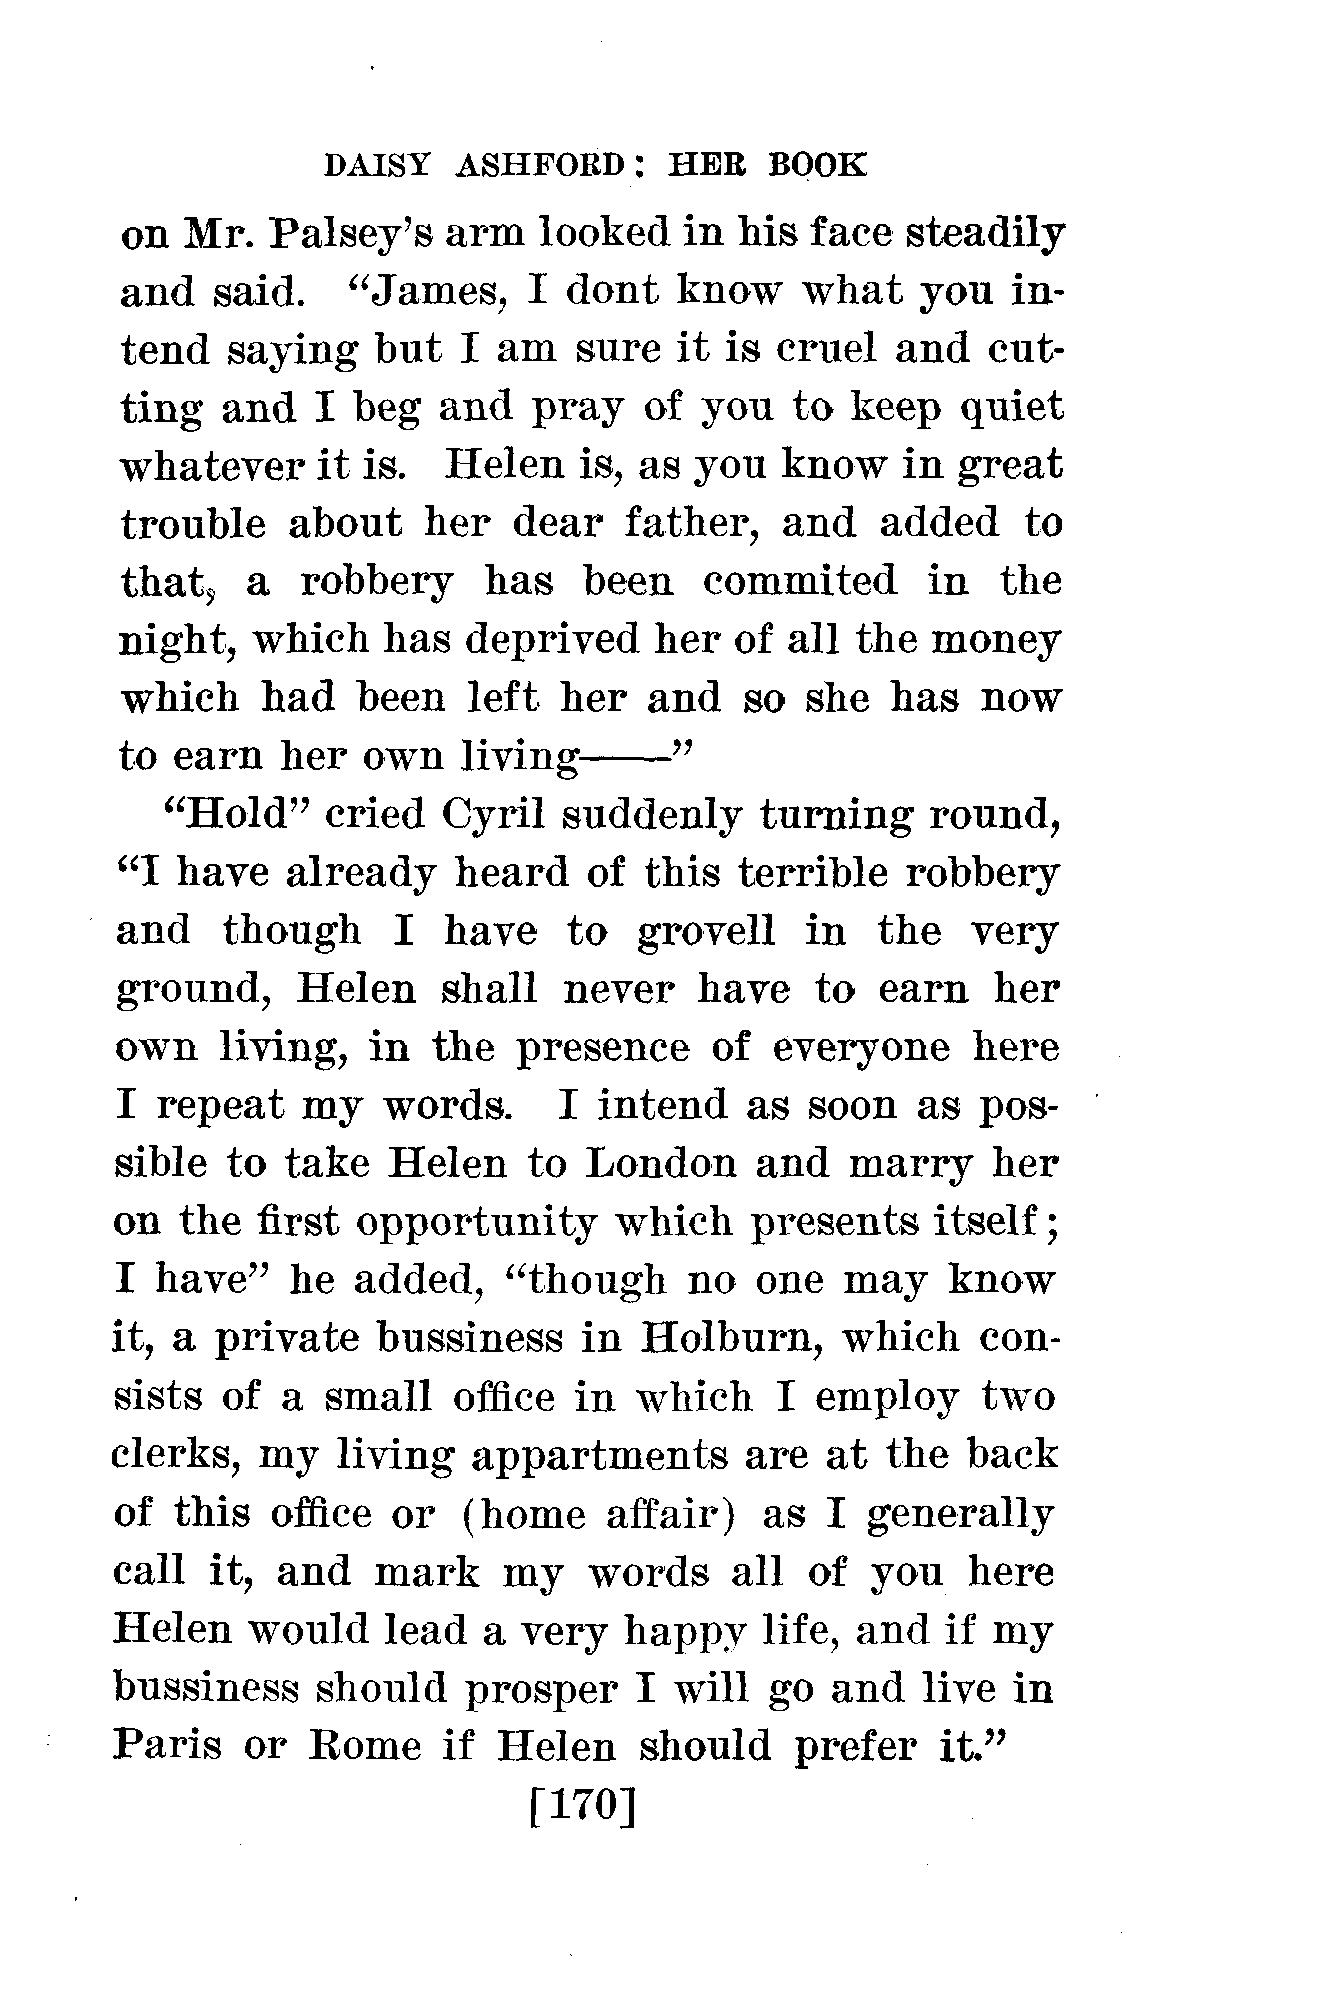 DAISY ASHFORD: HER BOOK
on Mr. Palsey's arm looked in his face steadily
and said. "James, I dont know what you in-
tend saying but I am sure it is cruel and cut-
ting and I beg and pray of you to keep quiet
whatever it is. Helen is, as you know in great
trouble about her dear father, and added to
that, a robbery has been commited in the
night, which has deprived her of all the money
which had been left her and so she has now
to earn her own living——"
"Hold" cried Cyril suddenly turning round,
"I have already heard of this terrible robbery
and though I have to grovell in the very
ground, Helen shall never have to earn her
own living, in the presence of everyone here
I repeat my words. I intend as soon as pos-
sible to take Helen to London and marry her
on the first opportunity which presents itself;
I have" he added, "though no one may know
it, a private bussiness in Holburn, which con-
sists of a small office in which I employ two
clerks, my living appartments are at the back
of this office or (home affair) as I generally
call it, and mark my words all of you here
Helen would lead a very happy life, and if my
bussiness should prosper I will go and live in
Paris or Rome if Helen should prefer it."
[170]